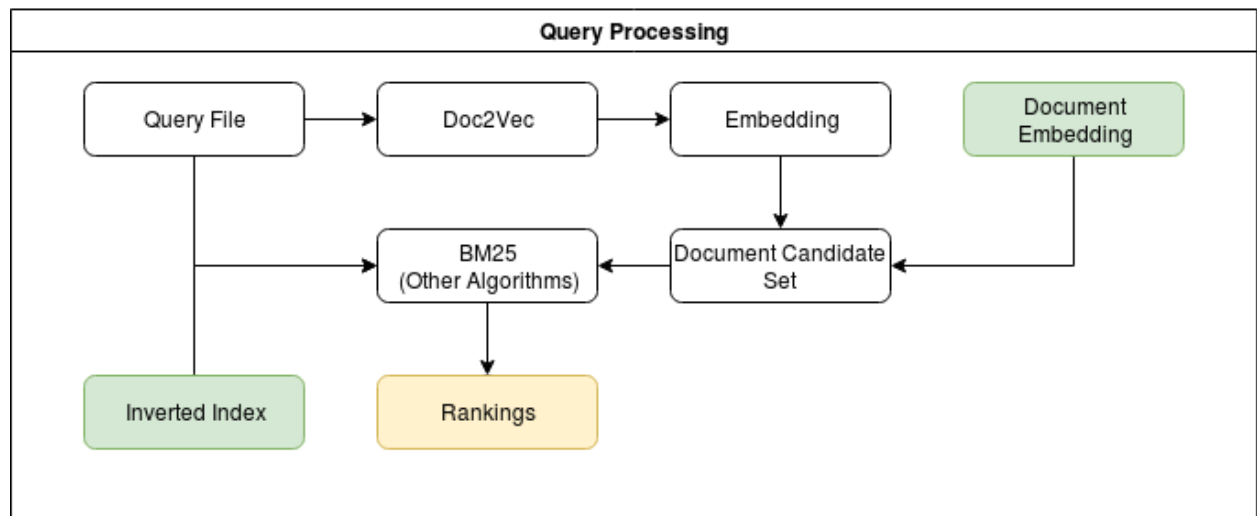 Query Processing
Query File
Doc2Vec
Embedding
Document
Embedding
BM25
(Other Algorithms)
Document Candidate
Set
Inverted Index
Rankings